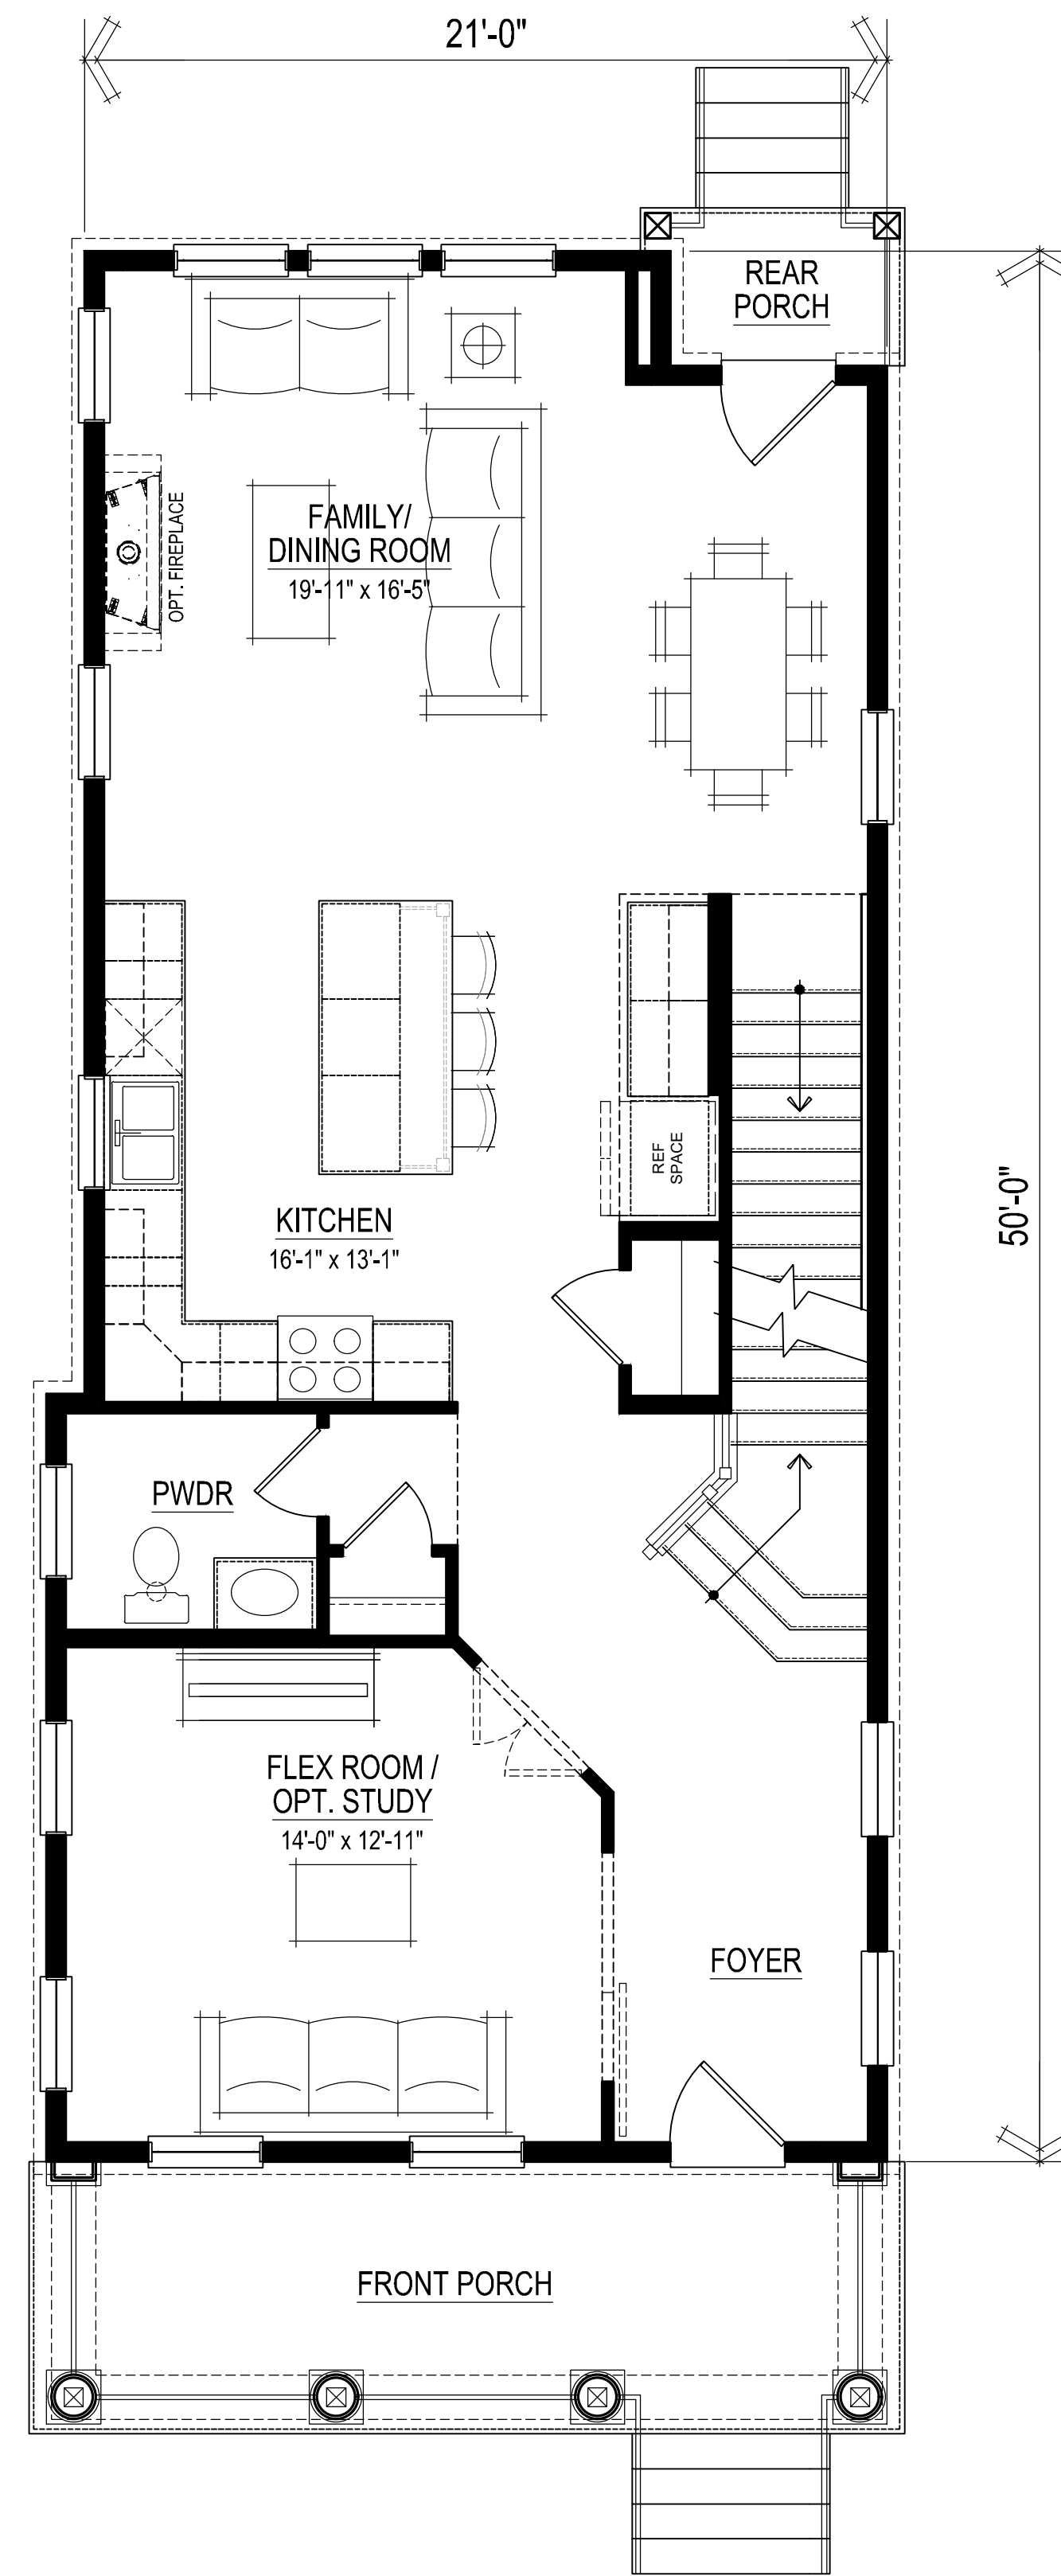 21'-0"
REAR
PORCH
OPT. FIREPLACE
FAMILY/
DINING ROOM
19'-11" x 16'-5"
REF
SPACE
50'-0"
KITCHEN
16'-1" x 13'-1"
PWDR
FLEX ROOM /
OPT. STUDY
14'-0" x 12'-11"
FOYER
FRONT PORCH